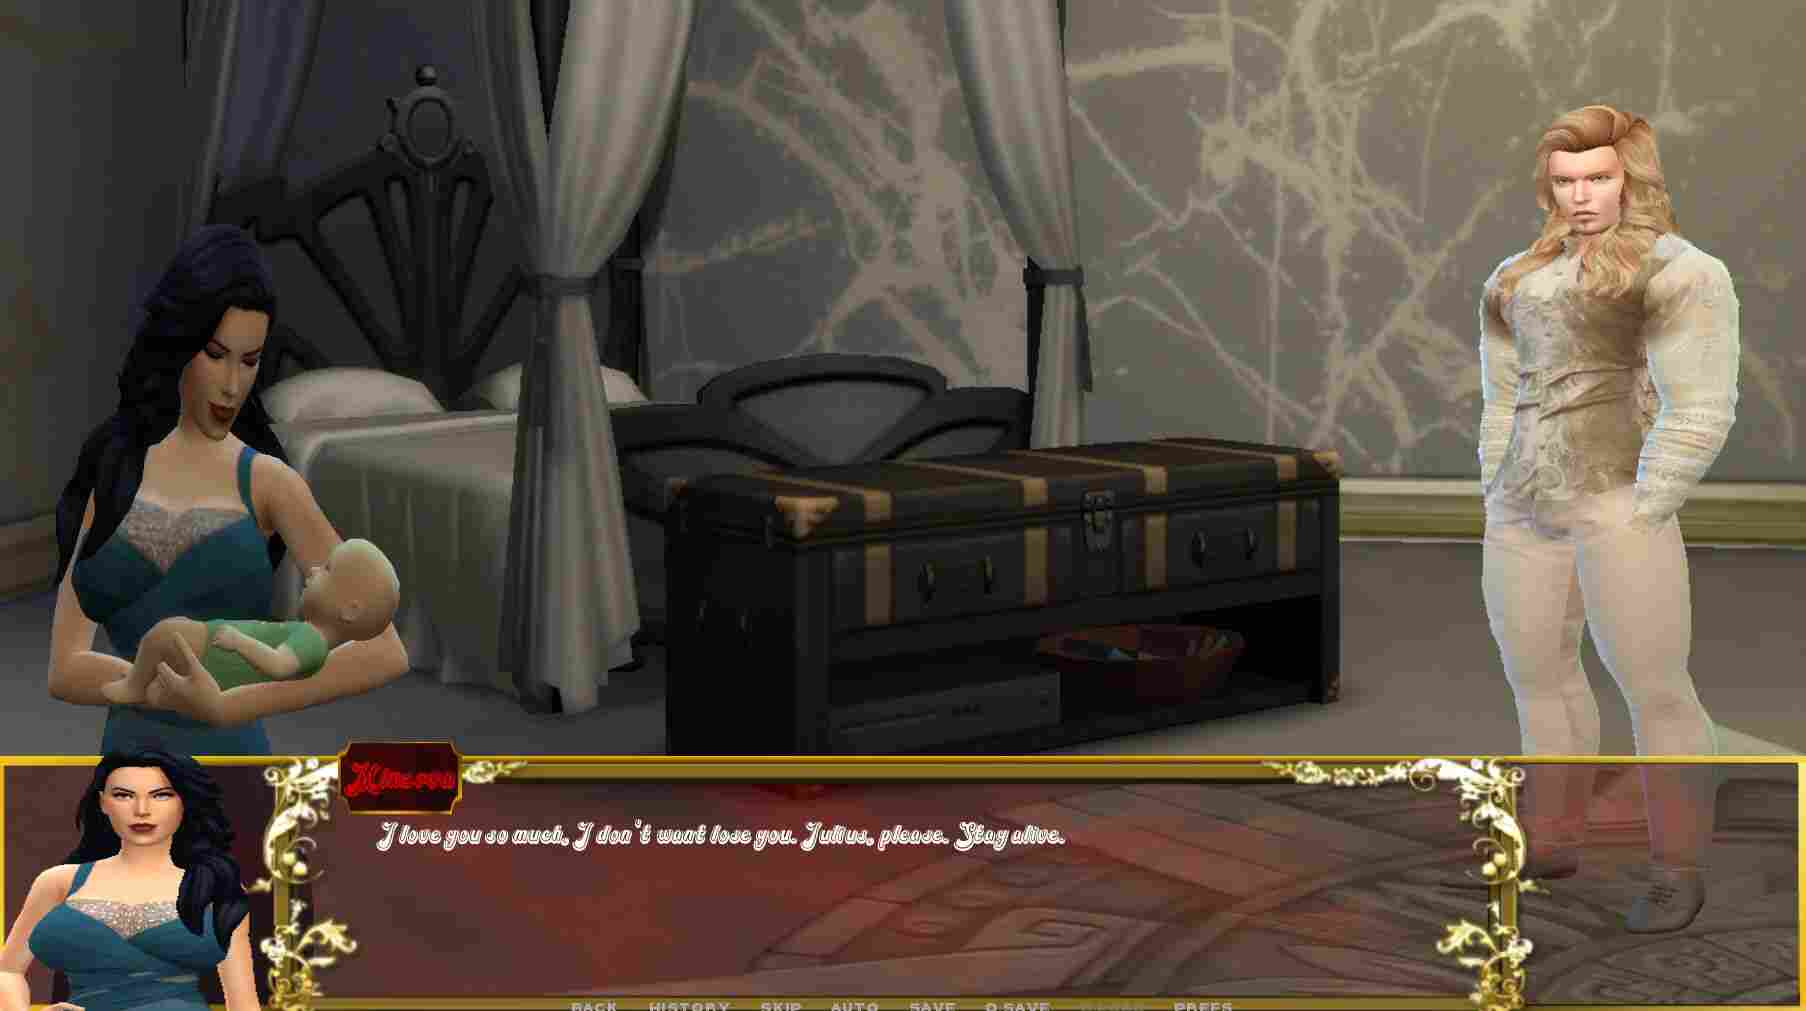 Minerva
I love you so much, I don't want lose you. Julius, please. Stay alive.
BACK HISTORY SKIP AUTO SAVE Q.SAVE PREFS